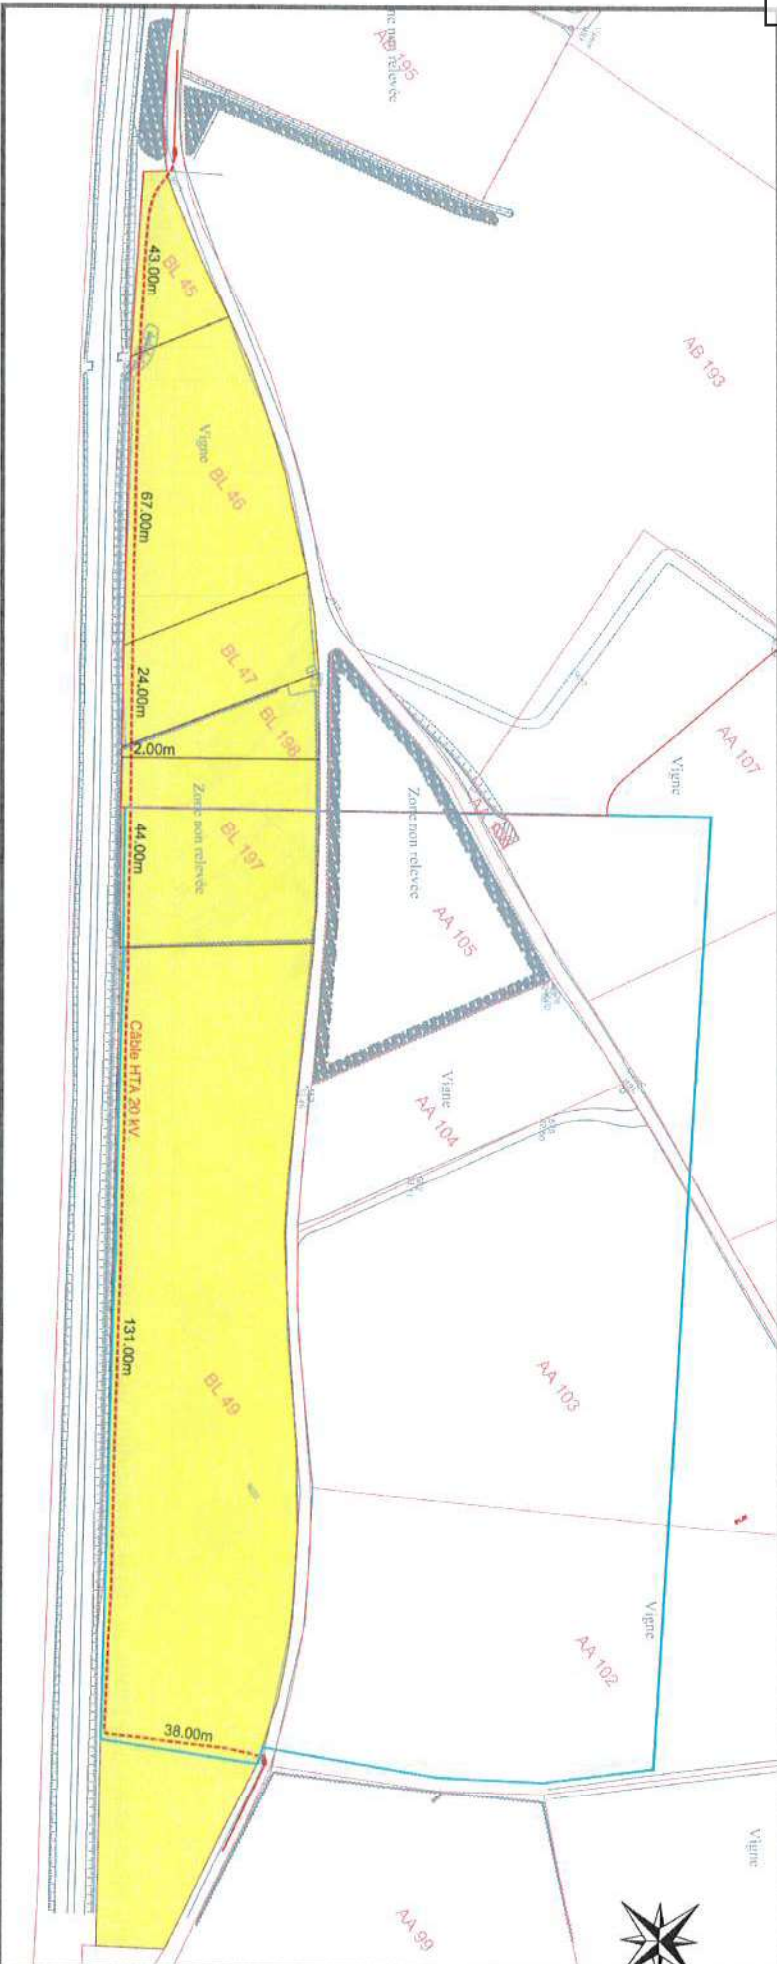 ne non relevée
AB 195
AB 193
BL 45
43.00m
Vigne
BL 46
67.00m
BL 47
24.00m
BL 198
2.00m
AA 107
Vigne
Zone non relevée
BL 197
44.00m
Zone non relevée
AA 105
Câble HTA 20 kV
Vigne
AA 104
131.00m
BL 49
AA 103
Vigne
AA 102
38.00m
Vigne
AA 99